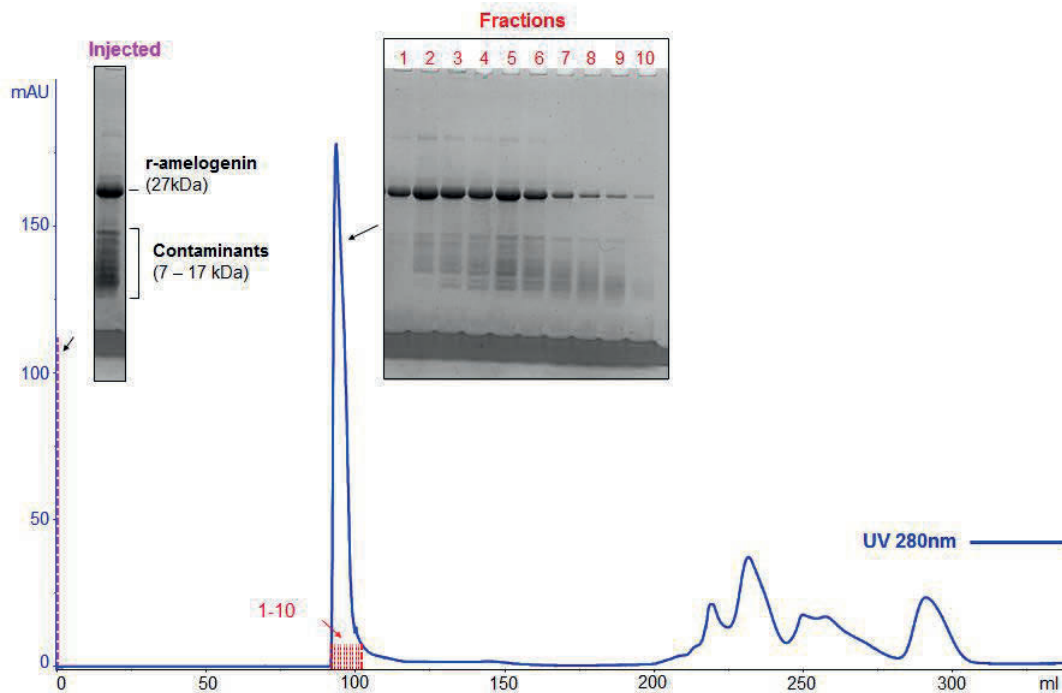 Fractions
Injected
1 2 3 4 5 6 7 8 9 10
mAU
r-amelogenin
(27kDa)
150
Contaminants
(7 – 17 kDa)
100
50
UV 280nm
1-10
0
0 50 100 150 200 250 300 ml